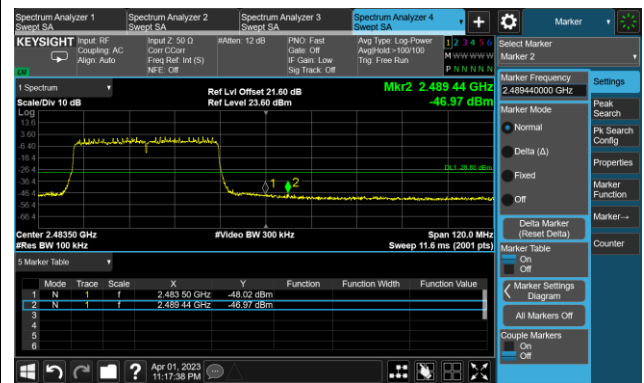 Spectrum Analyzer 1
Swept SA
Spectrum Analyzer 2
Swept SA
Spectrum Analyzer 3
Swept SA
Spectrum Analyzer 4
Swept SA
+
Marker
KEYSIGHT
Input: RF
Coupling: AC
Align: Auto
Input Z: 50 Ω
Corr CCorr
Freq Ref: Int (S)
NFE: Off
#Atten: 12 dB
PNO: Fast
Gate: Off
IF Gain: Low
Sig Track: Off
Avg Type: Log-Power
Avg|Hold:>100/100
Trig: Free Run
1 2 3 4 5 6
M W W W W W
P N N N N N
LXI
Select Marker
Marker 2
1 Spectrum
Scale/Div 10 dB
Log
Ref Lvl Offset 21.60 dB
Ref Level 23.60 dBm
Mkr2 2.489 44 GHz
-46.97 dBm
13.6
3.60
-6.40
-16.4
-26.4
-36.4
-46.4
-56.4
-66.4
DL1 -28.80 dBm
1
2
Center 2.48350 GHz
#Res BW 100 kHz
#Video BW 300 kHz
Span 120.0 MHz
Sweep 11.6 ms (2001 pts)
5 Marker Table
Mode Trace Scale X Y Function Function Width Function Value
1 N 1 f 2.483 50 GHz -48.02 dBm
2 N 1 f 2.489 44 GHz -46.97 dBm
3
4
5
6
Marker Frequency
2.489440000 GHz
Marker Mode
Normal
Delta (Δ)
Fixed
Off
Delta Marker
(Reset Delta)
Marker Table
On
Off
Marker Settings
Diagram
All Markers Off
Couple Markers
On
Off
Settings
Peak
Search
Pk Search
Config
Properties
Marker
Function
Marker→
Counter
?
Apr 01, 2023
11:17:38 PM